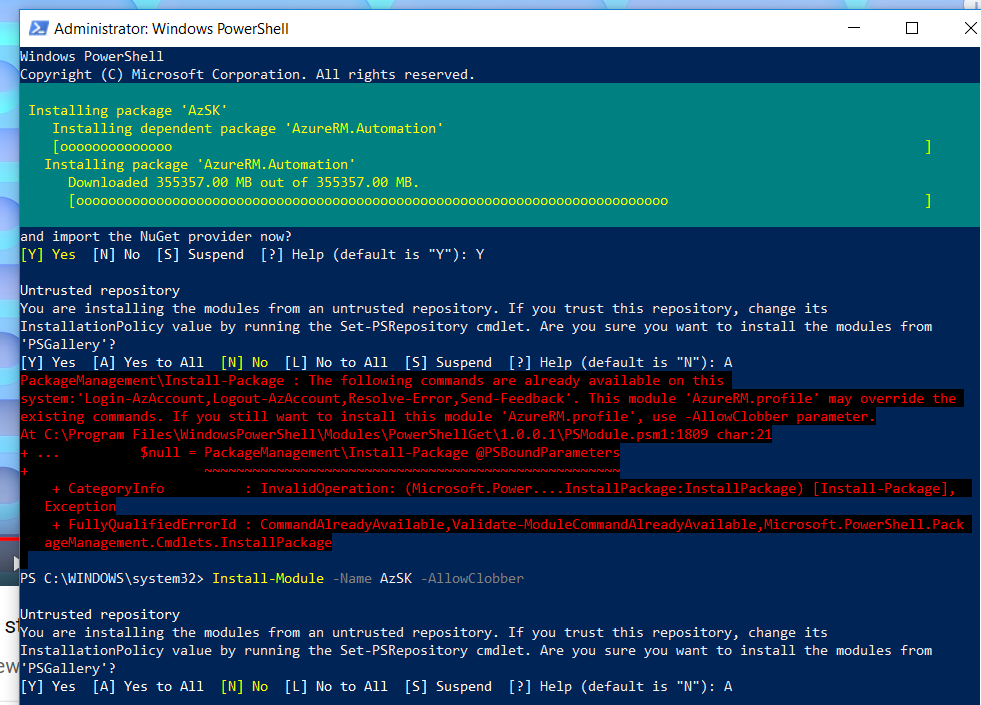 Administrator: Windows PowerShell
Windows PowerShell
Copyright (C) Microsoft Corporation. All rights reserved.
Installing package 'AzSK'
Installing dependent package 'AzureRM.Automation'
[oooooooooooooo ]
Installing package 'AzureRM.Automation'
Downloaded 355357.00 MB out of 355357.00 MB.
[oooooooooooooooooooooooooooooooooooooooooooooooooooooooooooooooooooooooooo ]
and import the NuGet provider now?
[Y] Yes [N] No [S] Suspend [?] Help (default is "Y"): Y
Untrusted repository
You are installing the modules from an untrusted repository. If you trust this repository, change its
InstallationPolicy value by running the Set-PSRepository cmdlet. Are you sure you want to install the modules from
'PSGallery'?
[Y] Yes [A] Yes to All [N] No [L] No to All [S] Suspend [?] Help (default is "N"): A
PackageManagement\Install-Package : The following commands are already available on this
system:'Login-AzAccount,Logout-AzAccount,Resolve-Error,Send-Feedback'. This module 'AzureRM.profile' may override the
existing commands. If you still want to install this module 'AzureRM.profile', use -AllowClobber parameter.
At C:\Program Files\WindowsPowerShell\Modules\PowerShellGet\1.0.0.1\PSModule.psm1:1809 char:21
+ ... $null = PackageManagement\Install-Package @PSBoundParameters
+ ~~~~~~~~~~~~~~~~~~~~~~~~~~~~~~~~~~~~~~~~~~~~~~~~~~~~
+ CategoryInfo : InvalidOperation: (Microsoft.Power....InstallPackage:InstallPackage) [Install-Package],
Exception
+ FullyQualifiedErrorId : CommandAlreadyAvailable,Validate-ModuleCommandAlreadyAvailable,Microsoft.PowerShell.Pack
ageManagement.Cmdlets.InstallPackage
PS C:\WINDOWS\system32> Install-Module -Name AzSK -AllowClobber
Untrusted repository
You are installing the modules from an untrusted repository. If you trust this repository, change its
InstallationPolicy value by running the Set-PSRepository cmdlet. Are you sure you want to install the modules from
'PSGallery'?
[Y] Yes [A] Yes to All [N] No [L] No to All [S] Suspend [?] Help (default is "N"): A